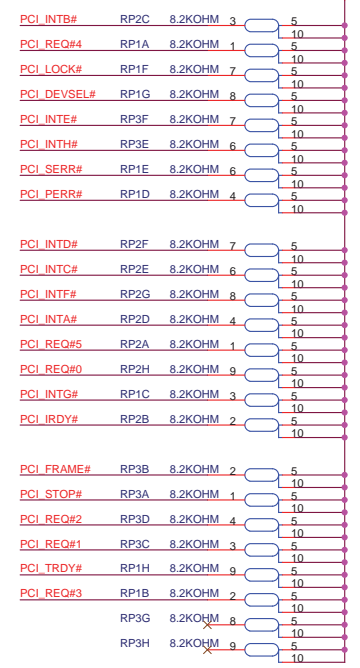 PCI_INTB# RP2C 8.2KOHM 3 5
10
PCI_REQ#4 RP1A 8.2KOHM 1 5
10
PCI_LOCK# RP1F 8.2KOHM 7 5
10
PCI_DEVSEL# RP1G 8.2KOHM 8 5
10
PCI_INTE# RP3F 8.2KOHM 7 5
10
PCI_INTH# RP3E 8.2KOHM 6 5
10
PCI_SERR# RP1E 8.2KOHM 6 5
10
PCI_PERR# RP1D 8.2KOHM 4 5
10
PCI_INTD# RP2F 8.2KOHM 7 5
10
PCI_INTC# RP2E 8.2KOHM 6 5
10
PCI_INTF# RP2G 8.2KOHM 8 5
10
PCI_INTA# RP2D 8.2KOHM 4 5
10
PCI_REQ#5 RP2A 8.2KOHM 1 5
10
PCI_REQ#0 RP2H 8.2KOHM 9 5
10
PCI_INTG# RP1C 8.2KOHM 3 5
10
PCI_IRDY# RP2B 8.2KOHM 2 5
10
PCI_FRAME# RP3B 8.2KOHM 2 5
10
PCI_STOP# RP3A 8.2KOHM 1 5
10
PCI_REQ#2 RP3D 8.2KOHM 4 5
10
PCI_REQ#1 RP3C 8.2KOHM 3 5
10
PCI_TRDY# RP1H 8.2KOHM 9 5
10
PCI_REQ#3 RP1B 8.2KOHM 2 5
10
RP3G 8.2KOHM 8 5
10
RP3H 8.2KOHM 9 5
10